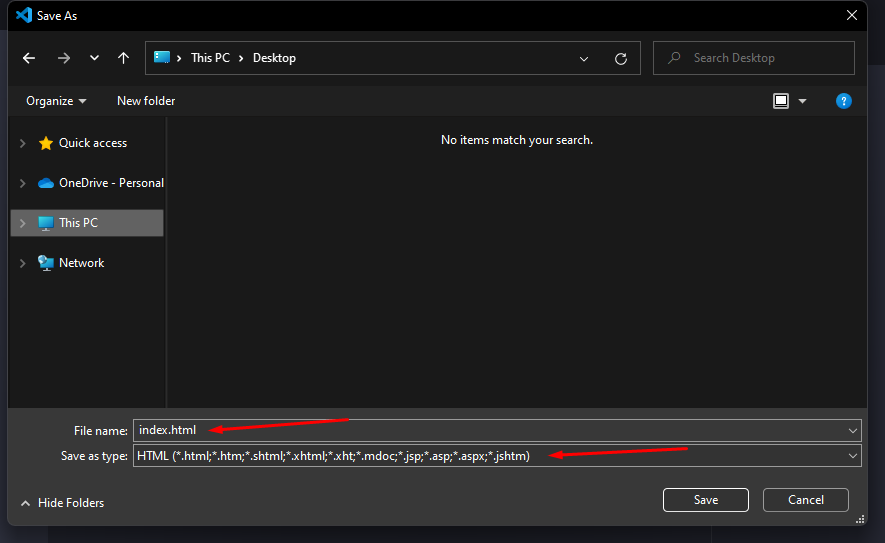 Save As
This PC > Desktop
Search Desktop
Organize
New folder
?
No items match your search.
Quick access
OneDrive - Personal
This PC
Network
File name: index.html
Save as type: HTML (*.html;*.htm;*.shtml;*.xhtml;*.xht;*.mdoc;*.jsp;*.asp;*.aspx;*.jshtm)
Hide Folders
Save
Cancel